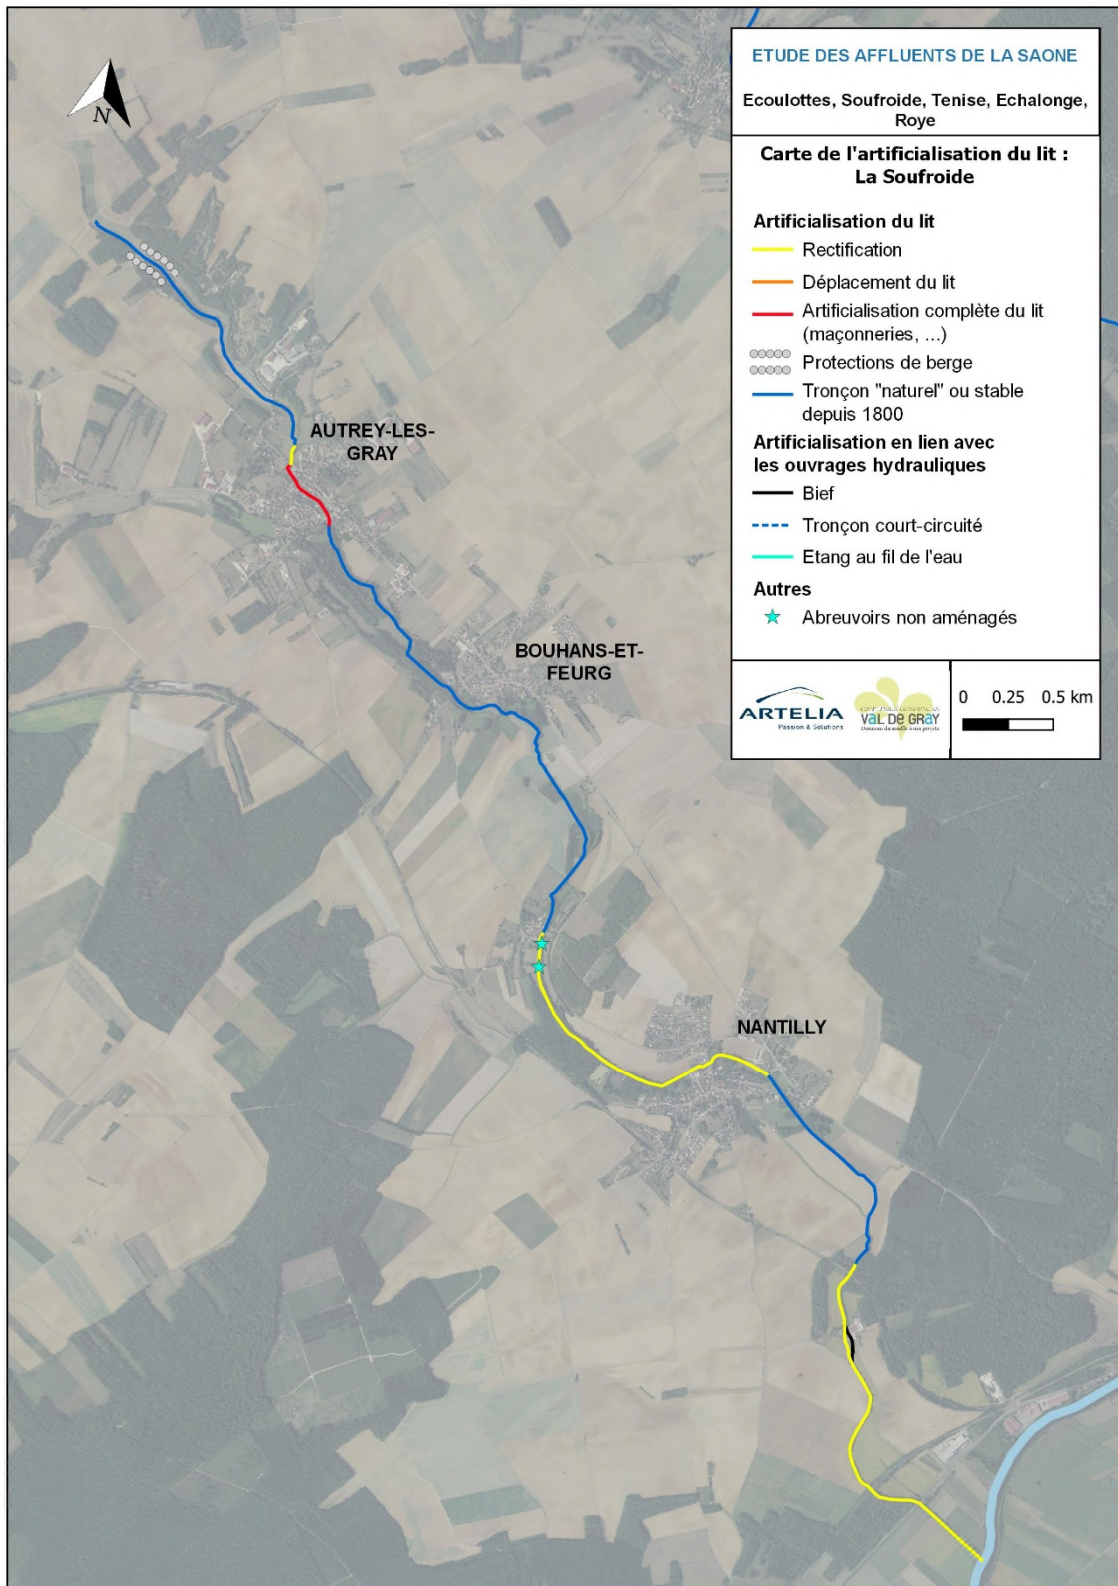 N
ETUDE DES AFFLUENTS DE LA SAONE
Ecoulottes, Soufroide, Tenise, Echalonge,
Roye
Carte de l'artificialisation du lit :
La Soufroide
Artificialisation du lit
Rectification
Déplacement du lit
Artificialisation complète du lit
(maçonneries, ...)
Protections de berge
Tronçon "naturel" ou stable
depuis 1800
Artificialisation en lien avec
les ouvrages hydrauliques
Bief
Tronçon court-circuité
Etang au fil de l'eau
Autres
Abreuvoirs non aménagés
ARTELIA
Passion & Solutions
VAL DE GRAY
0 0.25 0.5 km
AUTREY-LES-
GRAY
BOUHANS-ET-
FEURG
NANTILLY